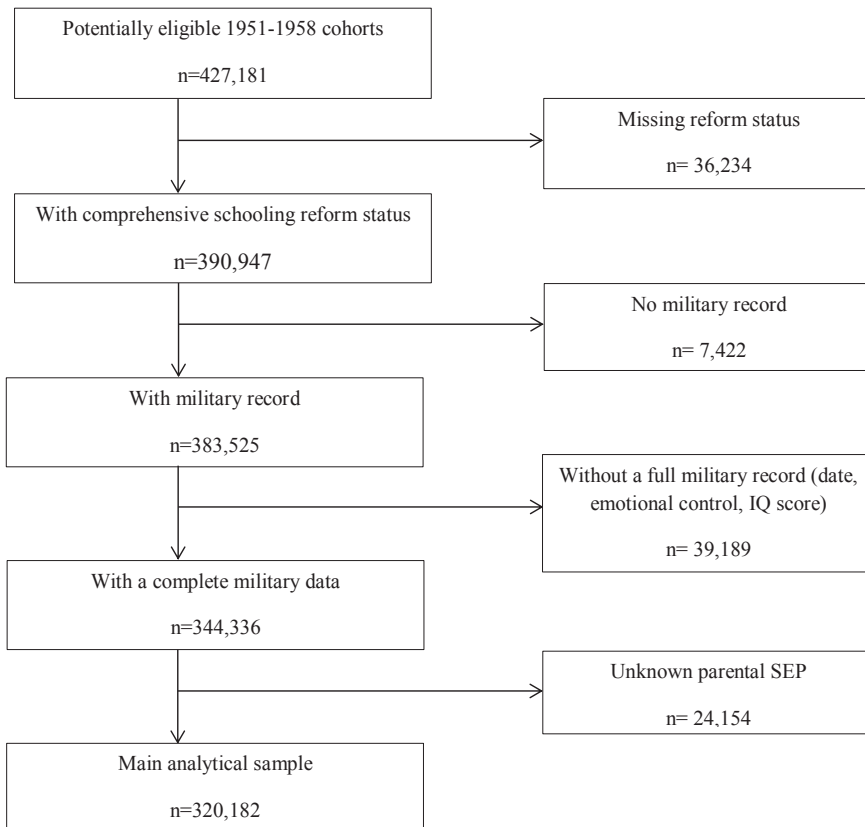 Potentially eligible 1951-1958 cohorts
n=427,181
Missing reform status
n= 36,234
With comprehensive schooling reform status
n=390,947
No military record
n= 7,422
With military record
n=383,525
Without a full military record (date,
emotional control, IQ score)
n= 39,189
With a complete military data
n=344,336
Unknown parental SEP
n= 24,154
Main analytical sample
n=320,182